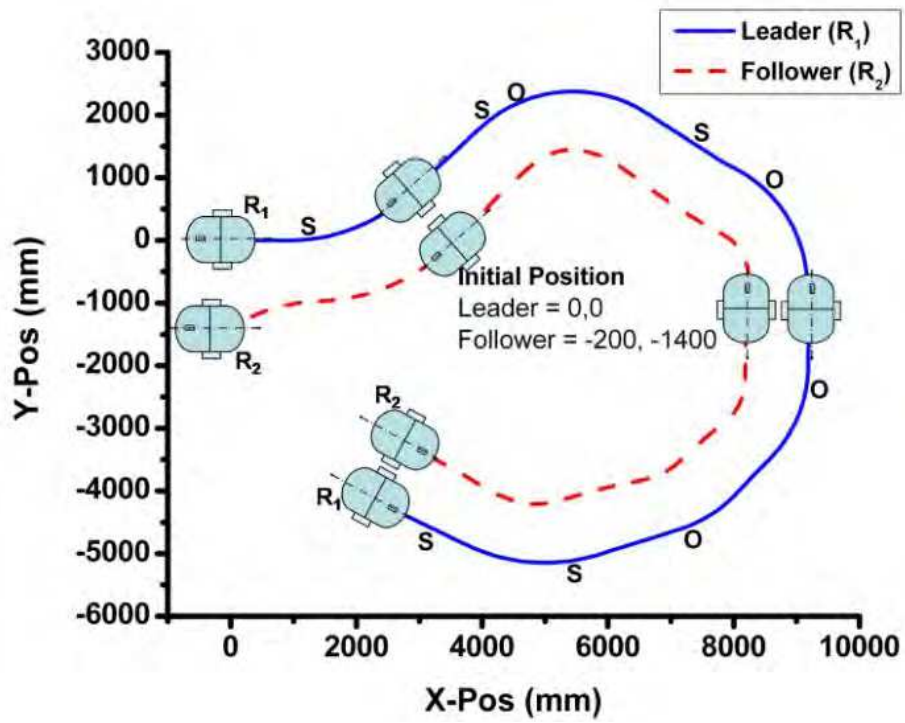 Leader (R1)
Follower (R2)
3000
2000
1000
0
-1000
-2000
-3000
-4000
-5000
-6000
Y-Pos (mm)
S
O
S
O
R1
S
Initial Position
Leader = 0,0
Follower = -200, -1400
R2
O
R2
R1
S
S
O
0
2000
4000
6000
8000
10000
X-Pos (mm)